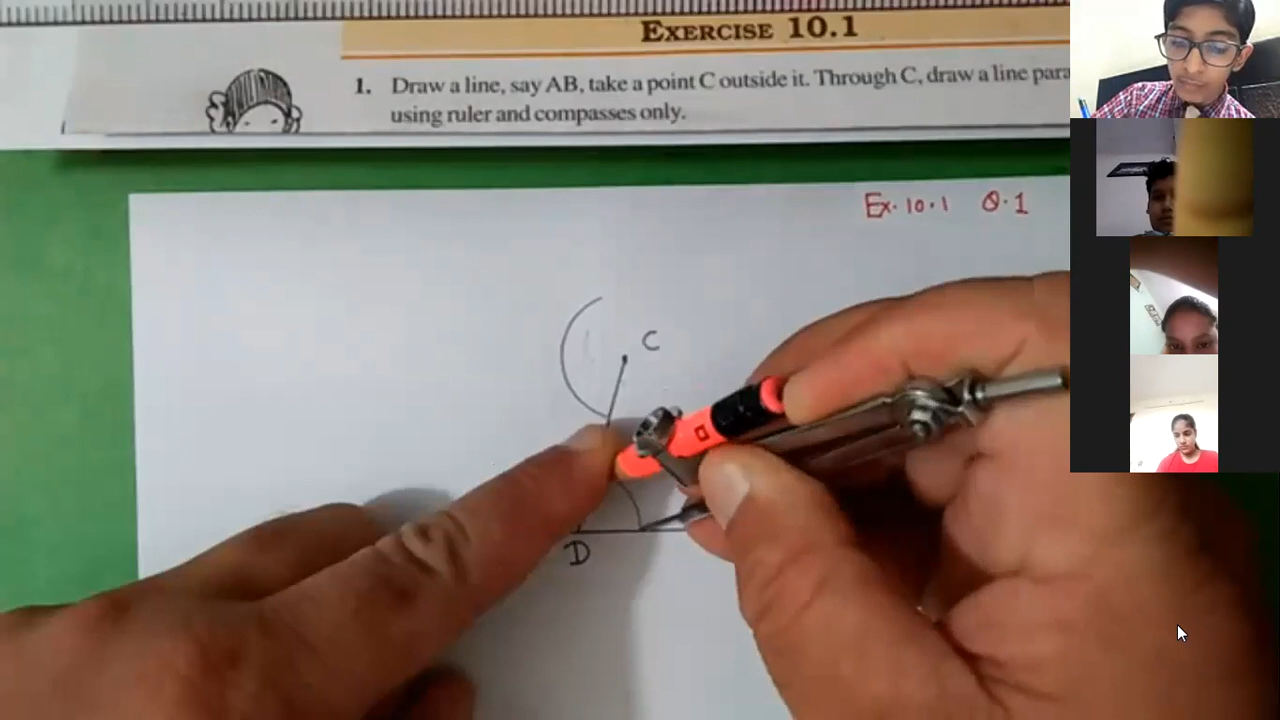 EXERCISE 10.1
1. Draw a line, say AB, take a point C outside it. Through C, draw a line para
using ruler and compasses only.
Ex. 10.1 Q.1
C
D